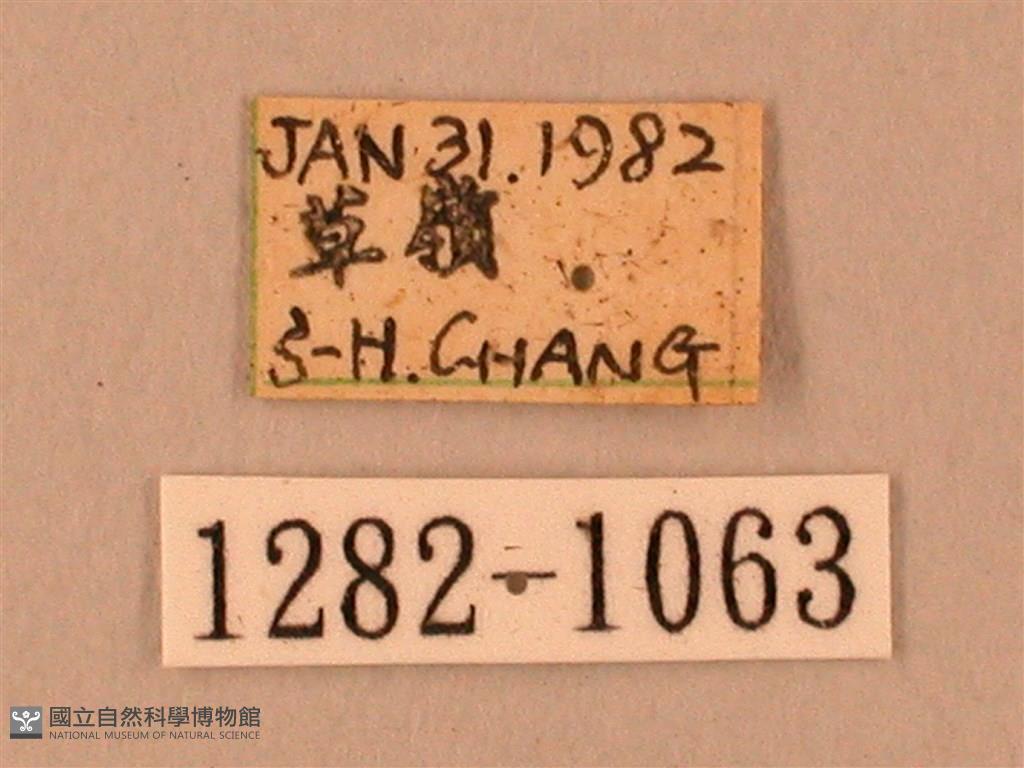 JAN 31.1982
草嶺
S-H.CHANG
1282-1063
國立自然科學博物館
NATIONAL MUSEUM OF NATURAL SCIENCE